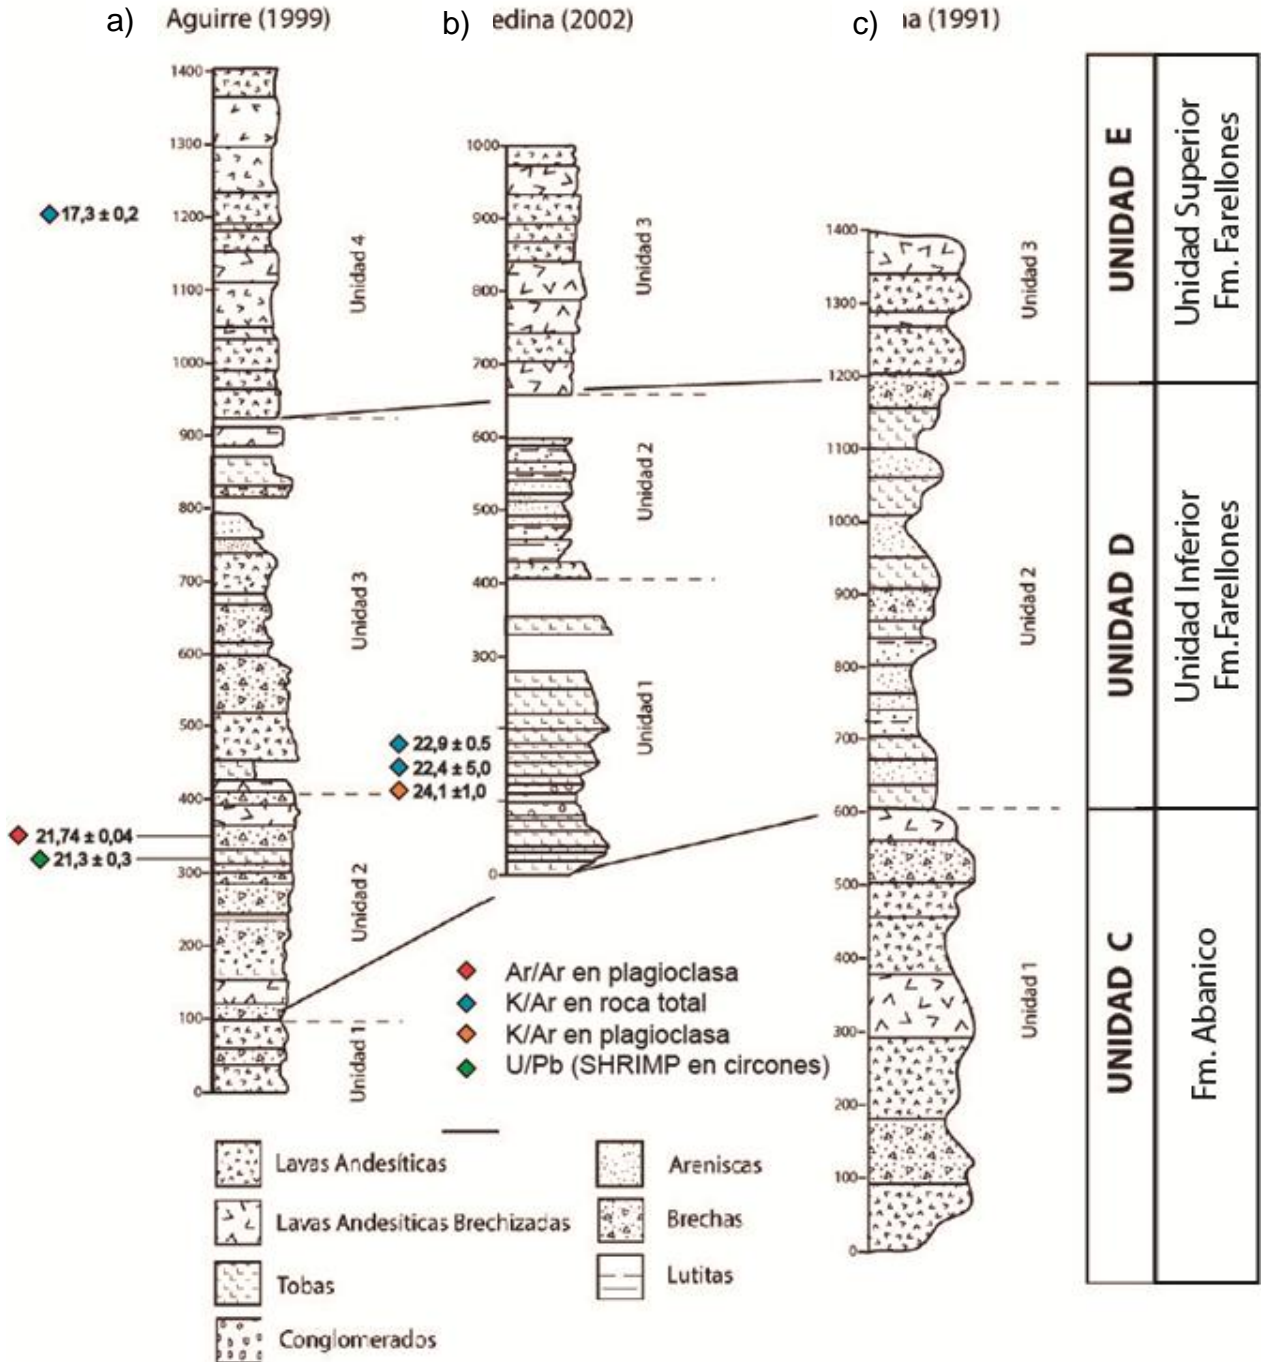 a) Aguirre (1999)
b) edina (2002)
c) na (1991)
1400
1300
1200
1100
1000
900
800
700
600
500
400
300
200
100
0
17,3 ± 0,2
21,74 ± 0,04
21,3 ± 0,3
Unidad 4
Unidad 3
Unidad 2
Unidad 1
1000
900
800
700
600
500
400
300
0
22,9 ± 0.5
22,4 ± 5,0
24,1 ±1,0
Unidad 3
Unidad 2
Unidad 1
1400
1300
1200
1100
1000
900
800
700
600
500
400
300
200
100
0
Unidad 3
Unidad 2
Unidad 1
UNIDAD E
Unidad Superior
Fm. Farellones
UNIDAD D
Unidad Inferior
Fm.Farellones
UNIDAD C
Fm. Abanico
Ar/Ar en plagioclasa
K/Ar en roca total
K/Ar en plagioclasa
U/Pb (SHRIMP en circones)
Lavas Andesíticas
Lavas Andesíticas Brechizadas
Tobas
Conglomerados
Areniscas
Brechas
Lutitas